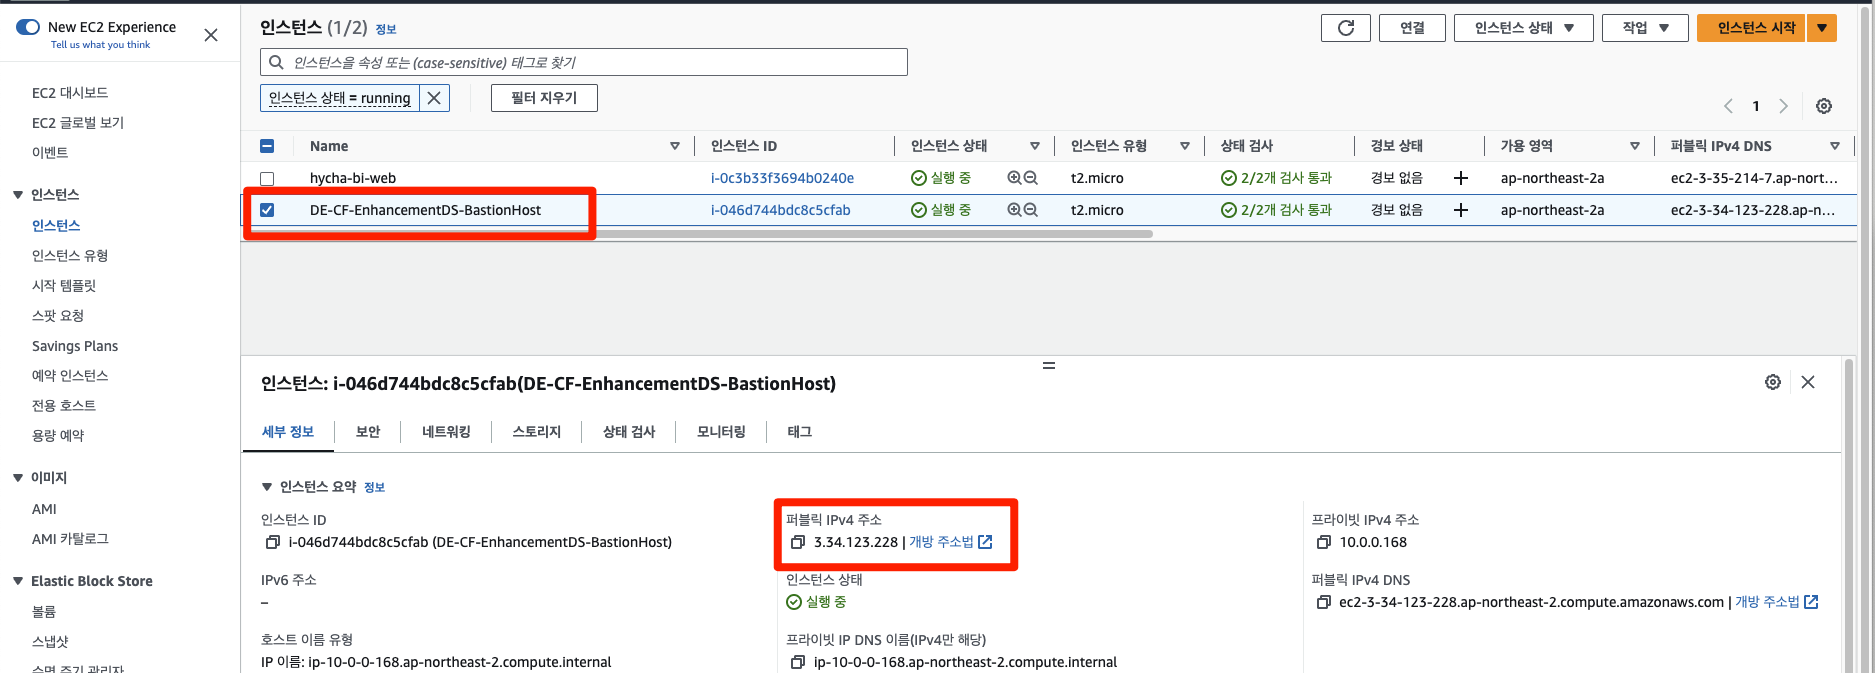 New EC2 Experience
Tell us what you think
EC2 대시보드
EC2 글로벌 보기
이벤트
인스턴스
인스턴스
인스턴스 유형
시작 템플릿
스팟 요청
Savings Plans
예약 인스턴스
전용 호스트
용량 예약
이미지
AMI
AMI 카탈로그
Elastic Block Store
볼륨
스냅샷
수명 주기 관리자
인스턴스 (1/2) 정보
연결
인스턴스 상태
작업
인스턴스 시작
인스턴스을 속성 또는 (case-sensitive) 태그로 찾기
인스턴스 상태 = running
필터 지우기
1
Name 인스턴스 ID 인스턴스 상태 인스턴스 유형 상태 검사 경보 상태 가용 영역 퍼블릭 IPv4 DNS
hycha-bi-web i-0c3b33f3694b0240e 실행 중 t2.micro 2/2개 검사 통과 경보 없음 ap-northeast-2a ec2-3-35-214-7.ap-nort...
DE-CF-EnhancementDS-BastionHost i-046d744bdc8c5cfab 실행 중 t2.micro 2/2개 검사 통과 경보 없음 ap-northeast-2a ec2-3-34-123-228.ap-n...
인스턴스: i-046d744bdc8c5cfab(DE-CF-EnhancementDS-BastionHost)
세부 정보 보안 네트워킹 스토리지 상태 검사 모니터링 태그
인스턴스 요약 정보
인스턴스 ID
i-046d744bdc8c5cfab (DE-CF-EnhancementDS-BastionHost)
퍼블릭 IPv4 주소
3.34.123.228 | 개방 주소법
프라이빗 IPv4 주소
10.0.0.168
IPv6 주소
–
인스턴스 상태
실행 중
퍼블릭 IPv4 DNS
ec2-3-34-123-228.ap-northeast-2.compute.amazonaws.com | 개방 주소법
호스트 이름 유형
IP 이름: ip-10-0-0-168.ap-northeast-2.compute.internal
프라이빗 IP DNS 이름(IPv4만 해당)
ip-10-0-0-168.ap-northeast-2.compute.internal